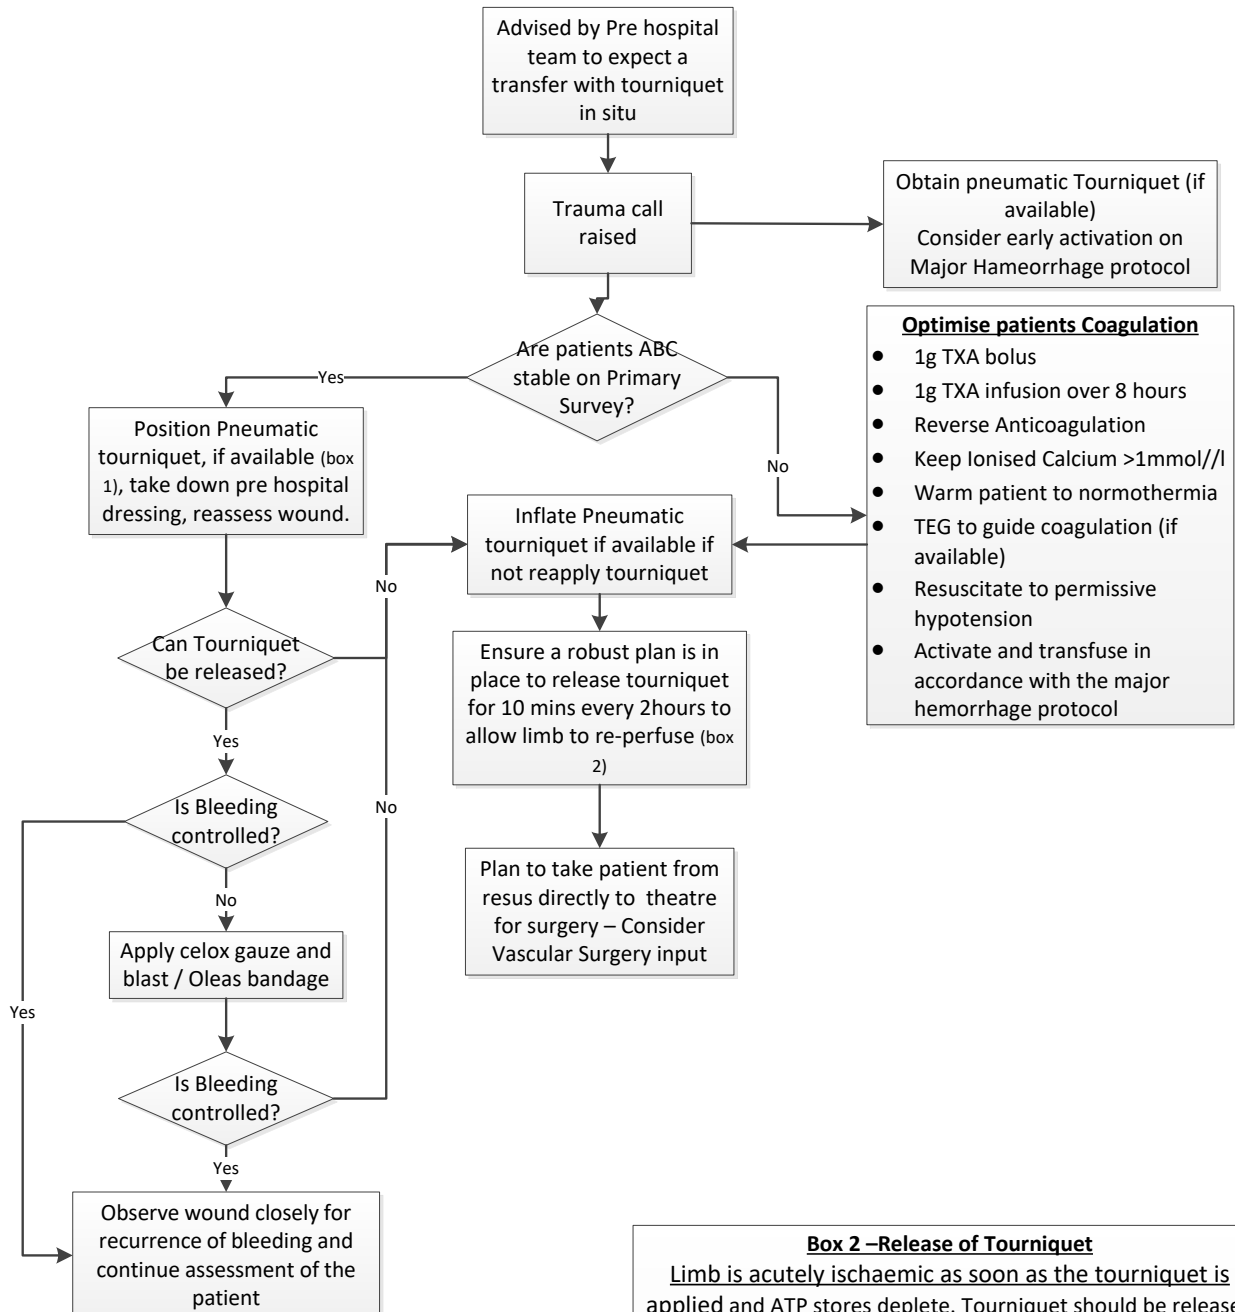 Advised by Pre hospital
team to expect a
transfer with tourniquet
in situ
Trauma call
raised
Obtain pneumatic Tourniquet (if
available)
Consider early activation on
Major Hameorrhage protocol
Are patients ABC
stable on Primary
Survey?
Yes
No
Optimise patients Coagulation
● 1g TXA bolus
● 1g TXA infusion over 8 hours
● Reverse Anticoagulation
● Keep Ionised Calcium >1mmol//l
● Warm patient to normothermia
● TEG to guide coagulation (if
available)
● Resuscitate to permissive
hypotension
● Activate and transfuse in
accordance with the major
hemorrhage protocol
Position Pneumatic
tourniquet, if available (box
1), take down pre hospital
dressing, reassess wound.
Inflate Pneumatic
tourniquet if available if
not reapply tourniquet
No
Can Tourniquet
be released?
Ensure a robust plan is in
place to release tourniquet
for 10 mins every 2hours to
allow limb to re-perfuse (box
2)
Yes
Is Bleeding
controlled?
No
Plan to take patient from
resus directly to theatre
for surgery – Consider
Vascular Surgery input
No
Apply celox gauze and
blast / Oleas bandage
Yes
Is Bleeding
controlled?
Yes
Observe wound closely for
recurrence of bleeding and
continue assessment of the
patient
Box 2 –Release of Tourniquet
Limb is acutely ischaemic as soon as the tourniquet is
applied and ATP stores deplete. Tourniquet should be release